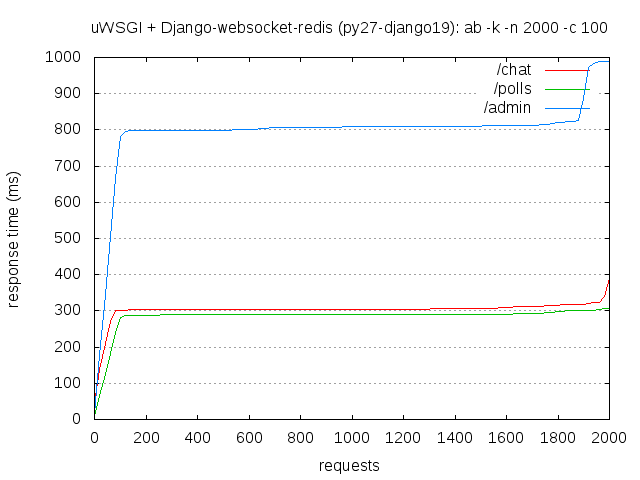 uWSGI + Django-websocket-redis (py27-django19): ab -k -n 2000 -c 100
1000
900
800
700
600
500
400
300
200
100
0
response time (ms)
/chat
/polls
/admin
0 200 400 600 800 1000 1200 1400 1600 1800 2000
requests